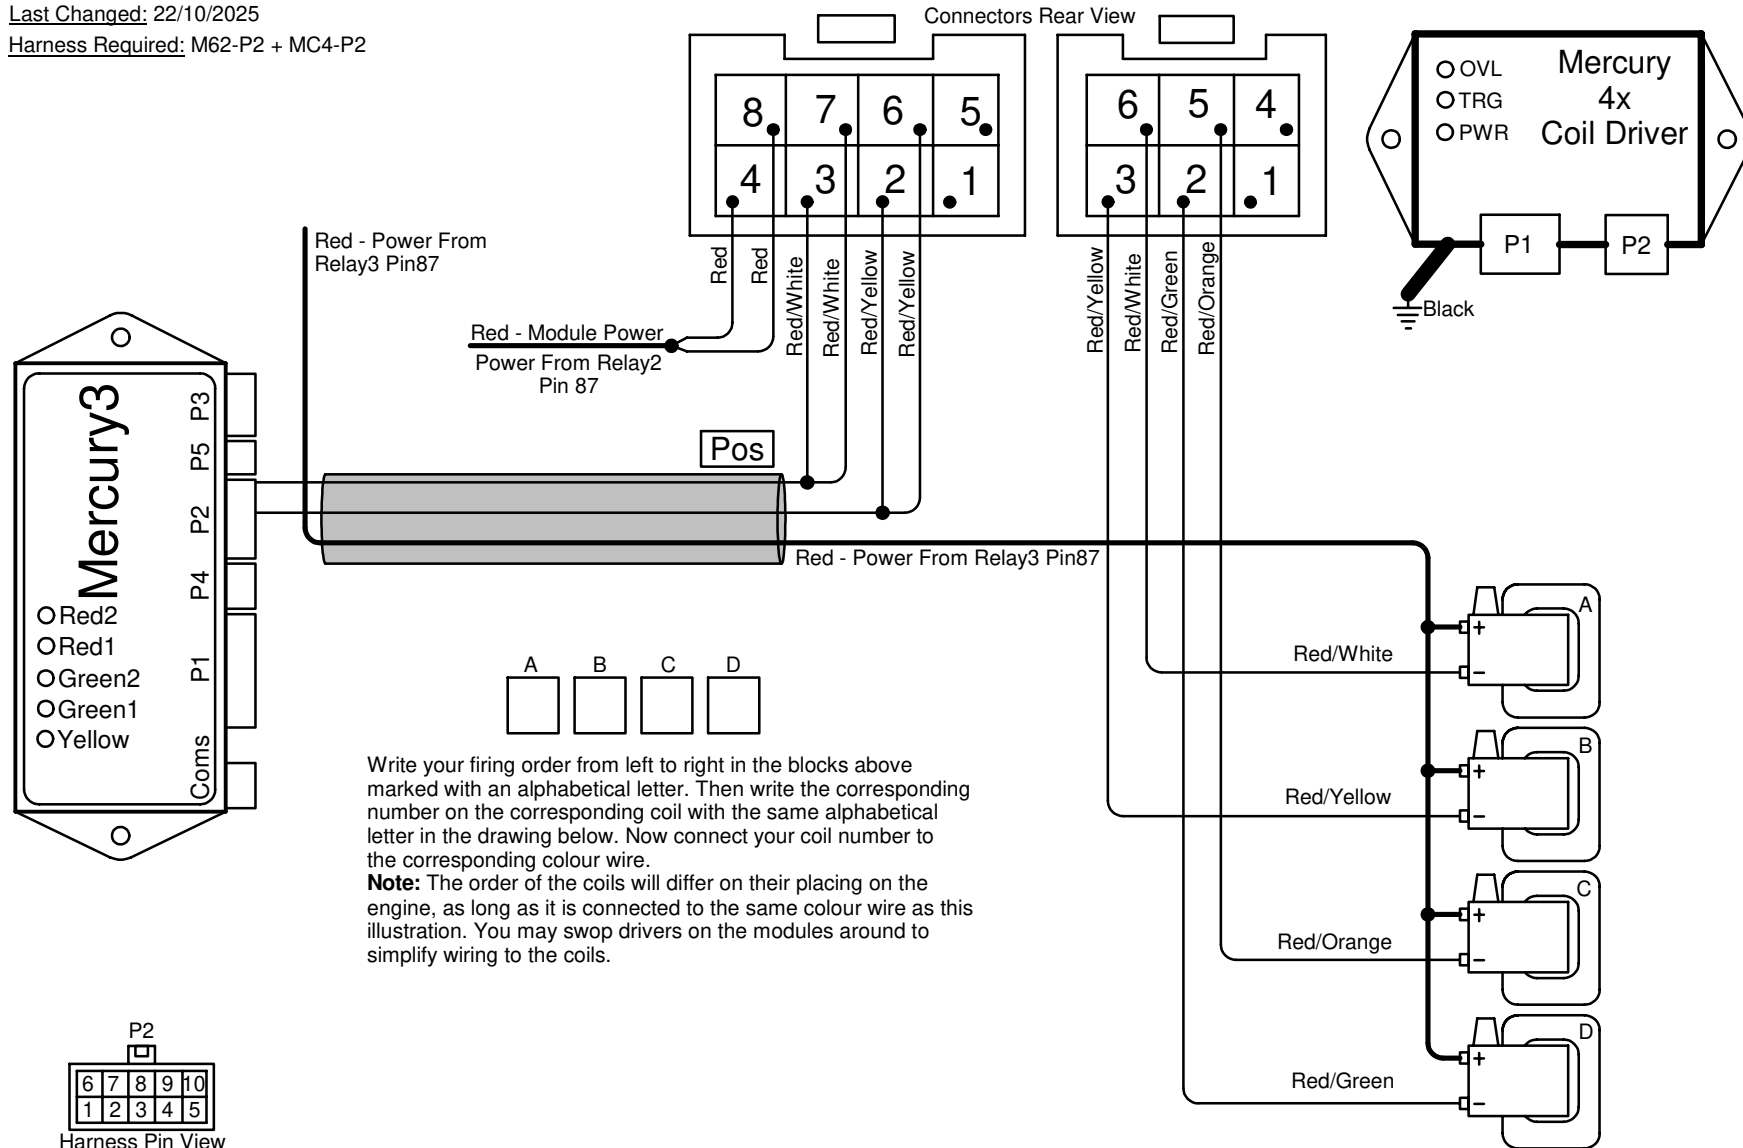 Last Changed: 22/10/2025
Harness Required: M62-P2 + MC4-P2
Connectors Rear View
8 7 6 5
4 3 2 1
6 5 4
3 2 1
OVL
TRG
PWR
Mercury
4x
Coil Driver
P1
P2
Black
Red
Red
Red/White
Red/White
Red/Yellow
Red/Yellow
Red/Yellow
Red/White
Red/Green
Red/Orange
Red - Power From
Relay3 Pin87
Red - Module Power
Power From Relay2
Pin 87
Pos
Red - Power From Relay3 Pin87
Mercury3
P3
P5
P2
P4
P1
Coms
Red2
Red1
Green2
Green1
Yellow
A B C D
Write your firing order from left to right in the blocks above
marked with an alphabetical letter. Then write the corresponding
number on the corresponding coil with the same alphabetical
letter in the drawing below. Now connect your coil number to
the corresponding colour wire.
Note: The order of the coils will differ on their placing on the
engine, as long as it is connected to the same colour wire as this
illustration. You may swop drivers on the modules around to
simplify wiring to the coils.
Red/White
A
+
−
Red/Yellow
B
+
−
Red/Orange
C
+
−
Red/Green
D
+
−
P2
6 7 8 9 10
1 2 3 4 5
Harness Pin View